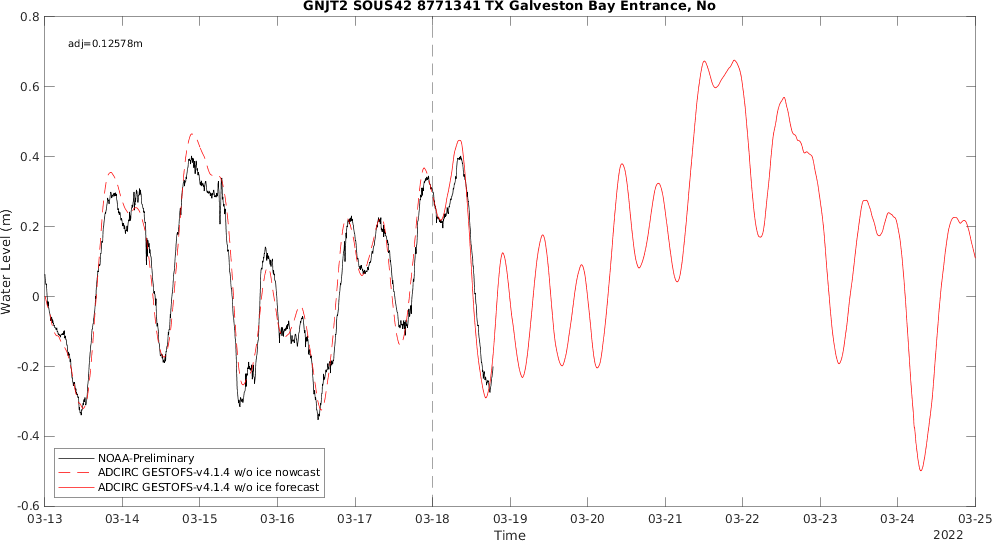 GNJT2 SOUS42 8771341 TX Galveston Bay Entrance, No
adj=0.12578m
0.8
0.6
0.4
0.2
0
-0.2
-0.4
-0.6
Water Level (m)
NOAA-Preliminary
ADCIRC GESTOFS-v4.1.4 w/o ice nowcast
ADCIRC GESTOFS-v4.1.4 w/o ice forecast
03-13 03-14 03-15 03-16 03-17 03-18 03-19 03-20 03-21 03-22 03-23 03-24 03-25
Time
2022